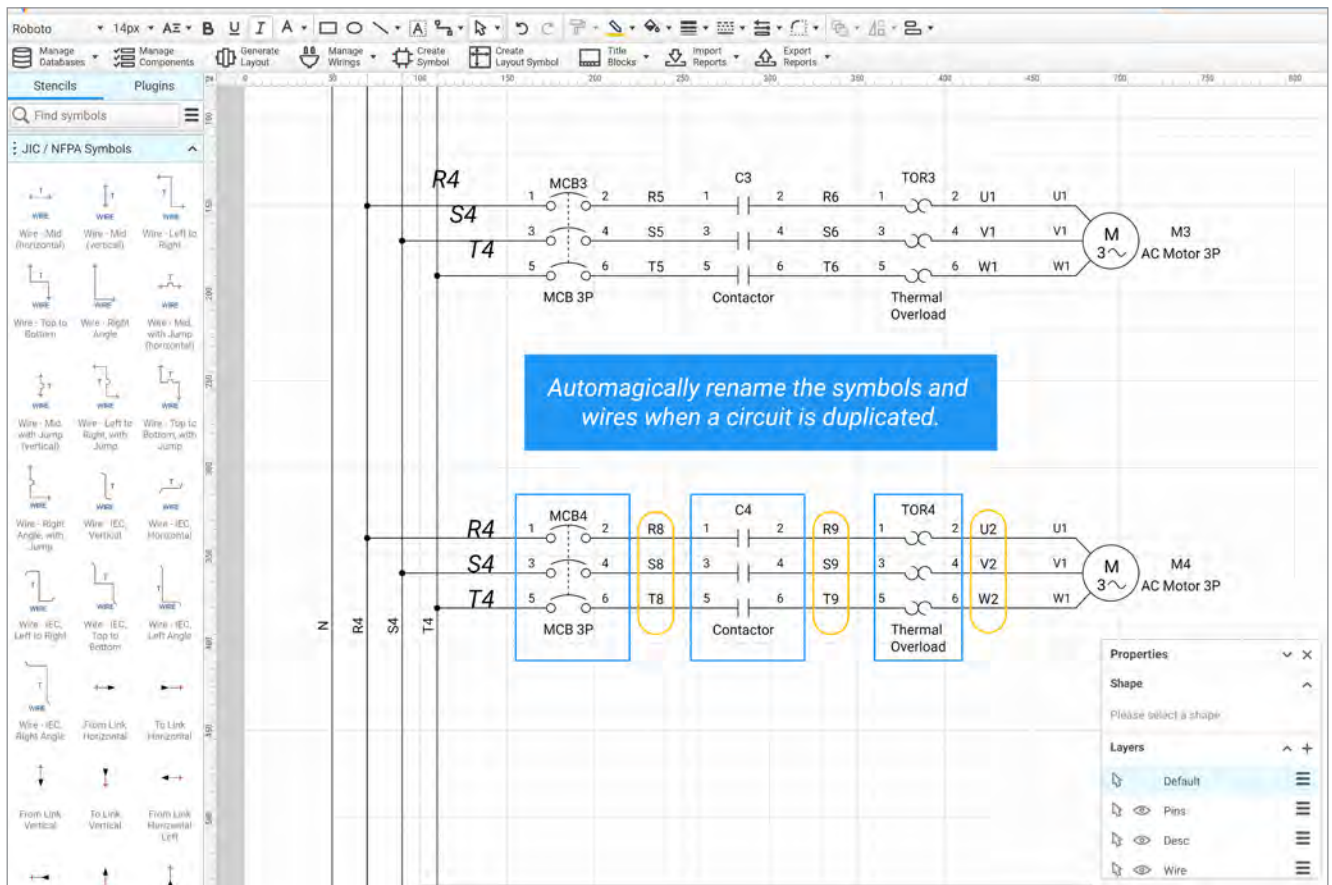 Roboto 14px AΞ B U I A A
Manage Databases
Manage Components
Generate Layout
Manage Wirings
Create Symbol
Create Layout Symbol
Title Blocks
Import Reports
Export Reports
Stencils Plugins
Find symbols
JIC / NFPA Symbols
Wire - Mid (horizontal)
Wire - Mid (vertical)
Wire - Left to Right
Wire - Top to Bottom
Wire - Right Angle
Wire - Mid, with Jump (horizontal)
Wire - Mid, with Jump (vertical)
Wire - Left to Right, with Jump
Wire - Top to Bottom, with Jump
Wire - Right Angle, with Jump
Wire - IEC, Vertical
Wire - IEC, Horizontal
Wire - IEC, Left to Right
Wire - IEC, Top to Bottom
Wire - IEC, Left Angle
Wire - IEC, Right Angle
From Link Horizontal
To Link Horizontal
From Link Vertical
To Link Vertical
From Link Horizontal Left
R4 MCB3 C3 TOR3
1 2 R5 1 2 R6 1 2 U1 U1
S4
3 4 S5 3 4 S6 3 4 V1 V1 M M3
T4 3 AC Motor 3P
5 6 T5 5 6 T6 5 6 W1 W1
MCB 3P Contactor Thermal
Overload
Automagically rename the symbols and
wires when a circuit is duplicated.
MCB4 C4 TOR4
R4 1 2 R8 1 2 R9 1 2 U2 U1
S4 3 4 S8 3 4 S9 3 4 V2 V1 M M4
3 AC Motor 3P
T4 5 6 T8 5 6 T9 5 6 W2 W1
N R4 S4 T4
MCB 3P Contactor Thermal
Overload
Properties
Shape
Please select a shape
Layers
Default
Pins
Desc
Wire